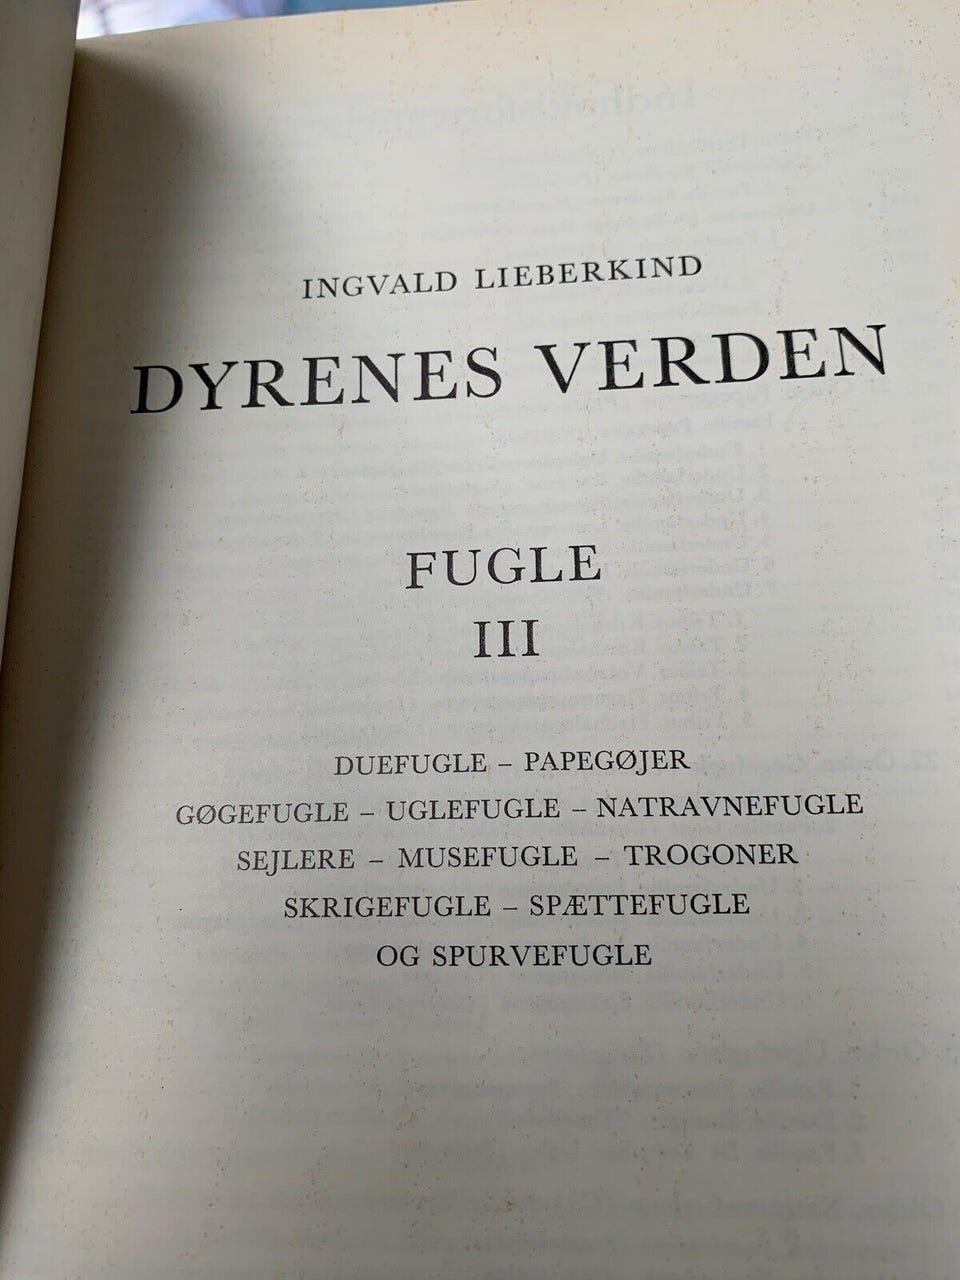 INGVALD LIEBERKIND
DYRENES VERDEN
FUGLE
III
DUEFUGLE – PAPEGØJER
GØGEFUGLE – UGLEFUGLE – NATRAVNEFUGLE
SEJLERE – MUSEFUGLE – TROGONER
SKRIGEFUGLE – SPÆTTEFUGLE
OG SPURVEFUGLE